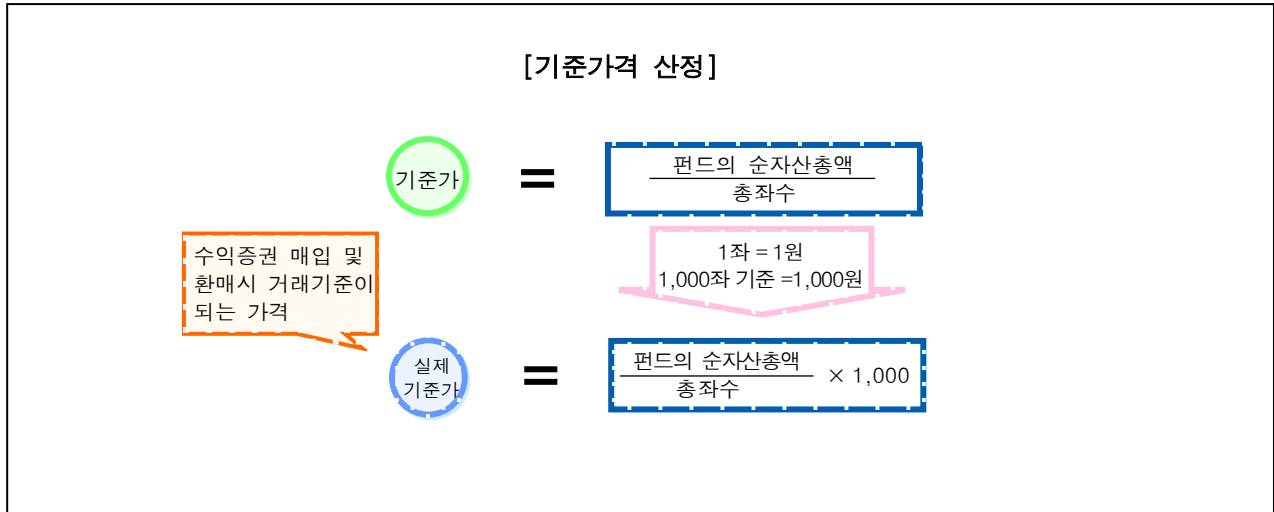 [기준가격 산정]
기준가
=
펀드의 순자산총액
총좌수
수익증권 매입 및
환매시 거래기준이
되는 가격
1좌 = 1원
1,000좌 기준 =1,000원
실제
기준가
=
펀드의 순자산총액
총좌수
× 1,000